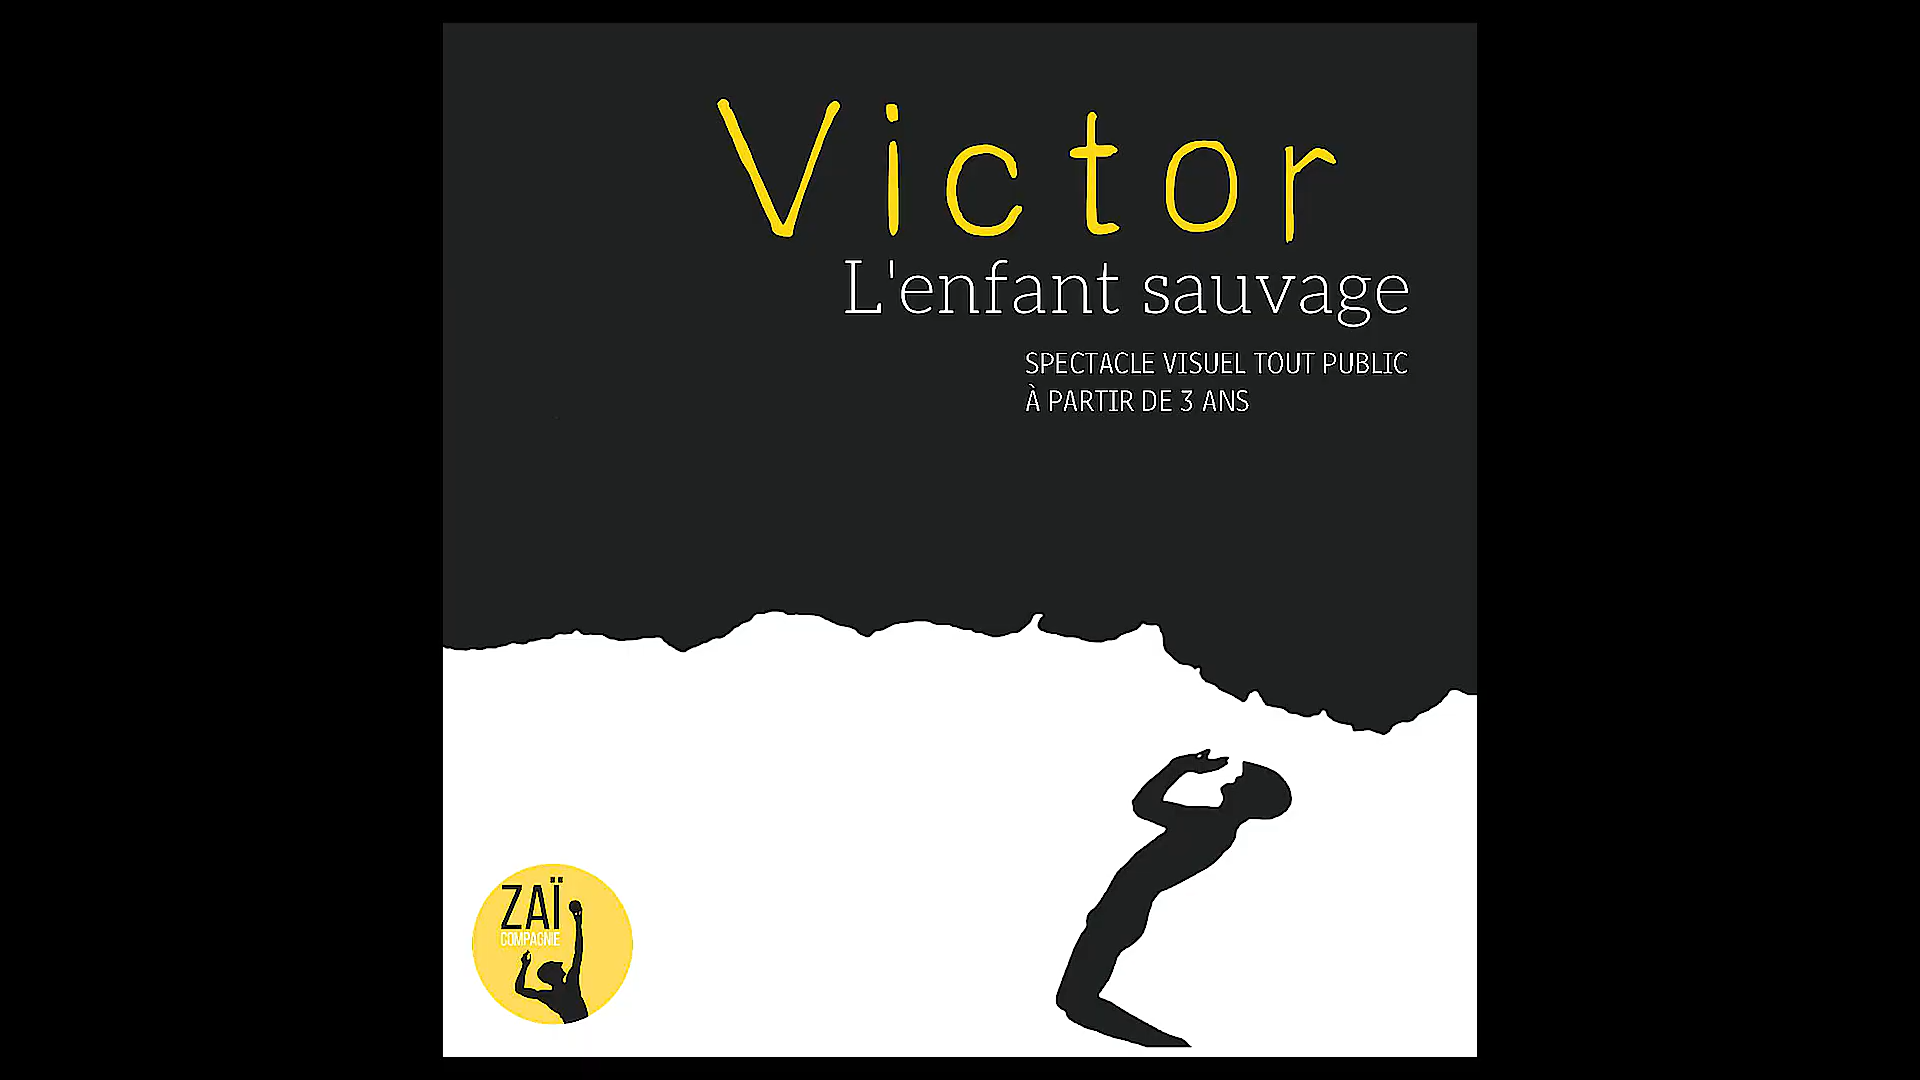 Victor
L'enfant sauvage
SPECTACLE VISUEL TOUT PUBLIC
À PARTIR DE 3 ANS
ZAÏ
COMPAGNIE